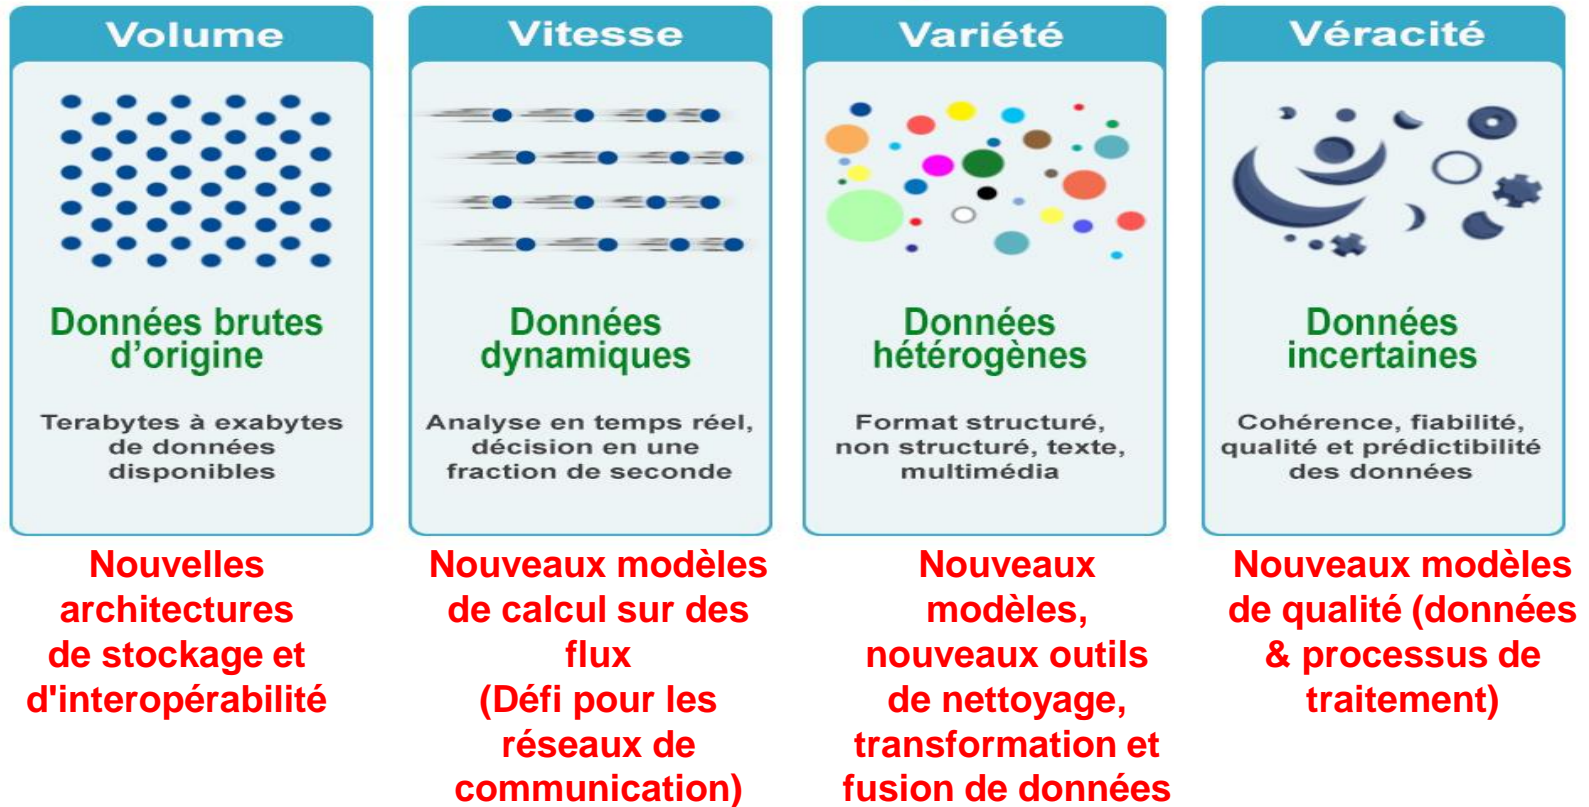 Volume
Données brutes
d’origine
Terabytes à exabytes
de données
disponibles
Nouvelles
architectures
de stockage et
d'interopérabilité
Vitesse
Données
dynamiques
Analyse en temps réel,
décision en une
fraction de seconde
Nouveaux modèles
de calcul sur des
flux
(Défi pour les
réseaux de
communication)
Variété
Données
hétérogènes
Format structuré,
non structuré, texte,
multimédia
Nouveaux
modèles,
nouveaux outils
de nettoyage,
transformation et
fusion de données
Véracité
Données
incertaines
Cohérence, fiabilité,
qualité et prédictibilité
des données
Nouveaux modèles
de qualité (données
& processus de
traitement)